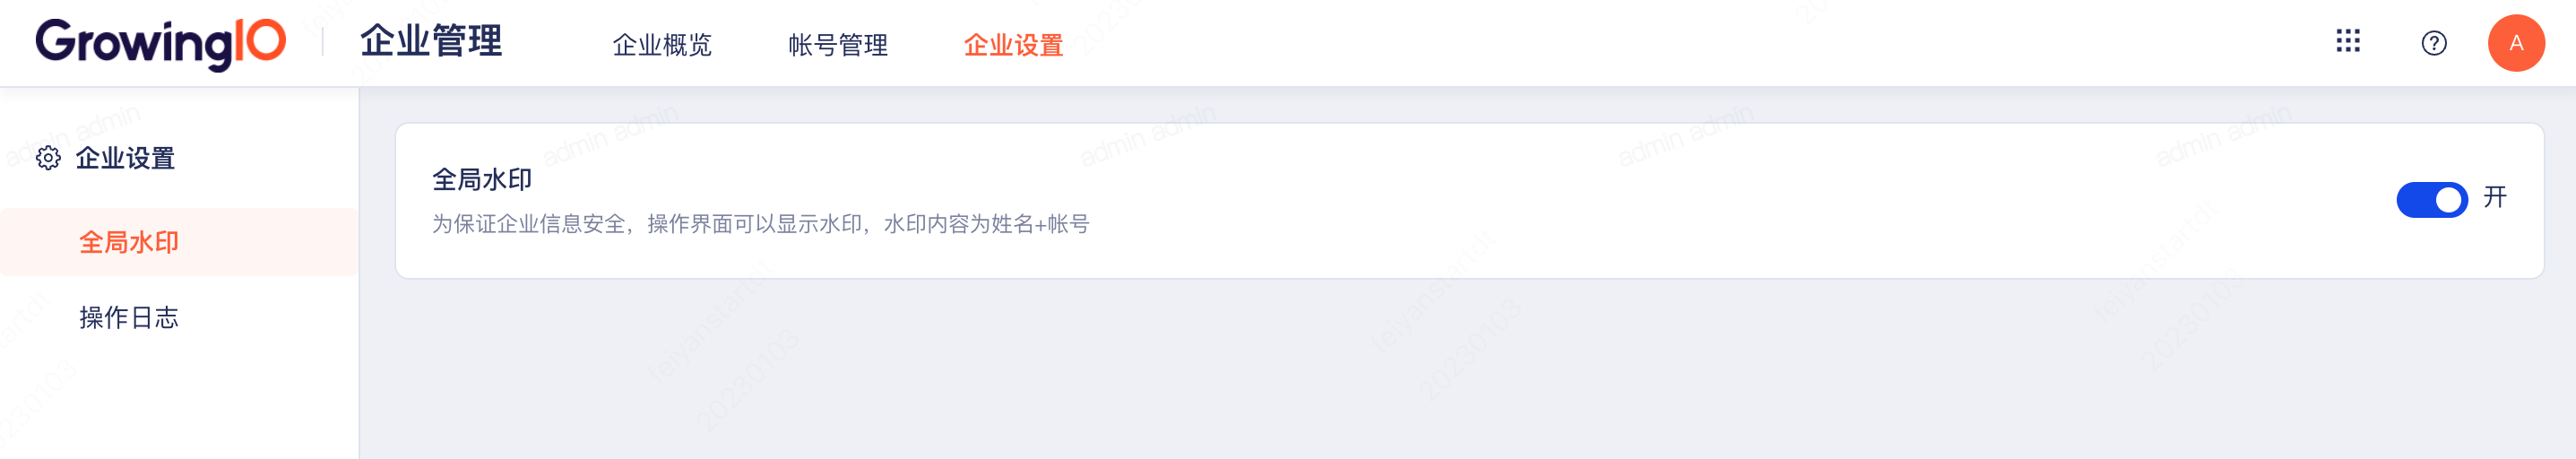 GrowingIO 企业管理 企业概览 帐号管理 企业设置 A
企业设置
全局水印
操作日志
全局水印
为保证企业信息安全，操作界面可以显示水印，水印内容为姓名+帐号
开
admin admin
admin admin
admin admin
admin admin
admin admin
feiyanstartdt
20230103
feiyanstartdt
20230103
feiyanstartdt
20230103